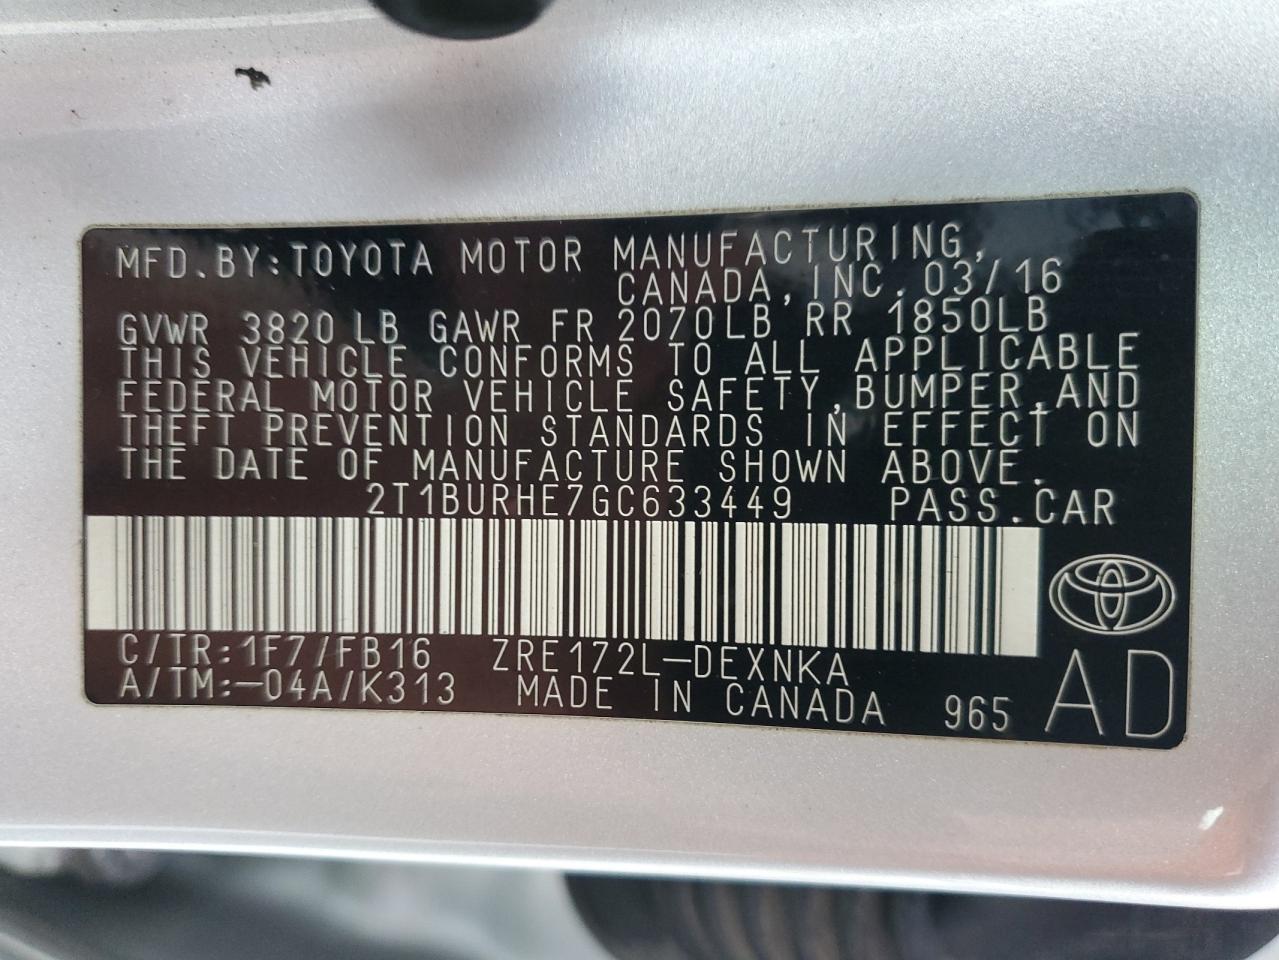 MFD.BY:TOYOTA MOTOR MANUFACTURING,
CANADA,INC.03/16
GVWR 3820 LB GAWR FR 2070LB RR 1850LB
THIS VEHICLE CONFORMS TO ALL APPLICABLE
FEDERAL MOTOR VEHICLE SAFETY,BUMPER,AND
THEFT PREVENTION STANDARDS IN EFFECT ON
THE DATE OF MANUFACTURE SHOWN ABOVE.
2T1BURHE7GC633449 PASS.CAR
C/TR:1F7/FB16 ZRE172L-DEXNKA
A/TM:-04A/K313 MADE IN CANADA 965 AD